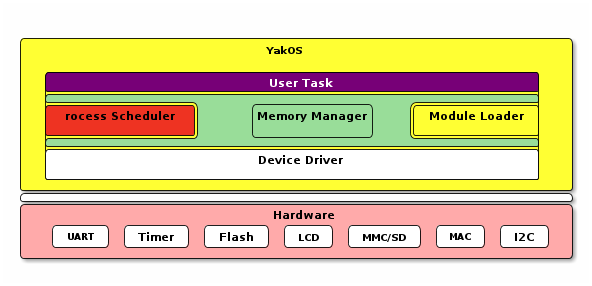 YakOS
User Task
rocess Scheduler
Memory Manager
Module Loader
Device Driver
Hardware
UART
Timer
Flash
LCD
MMC/SD
MAC
I2C